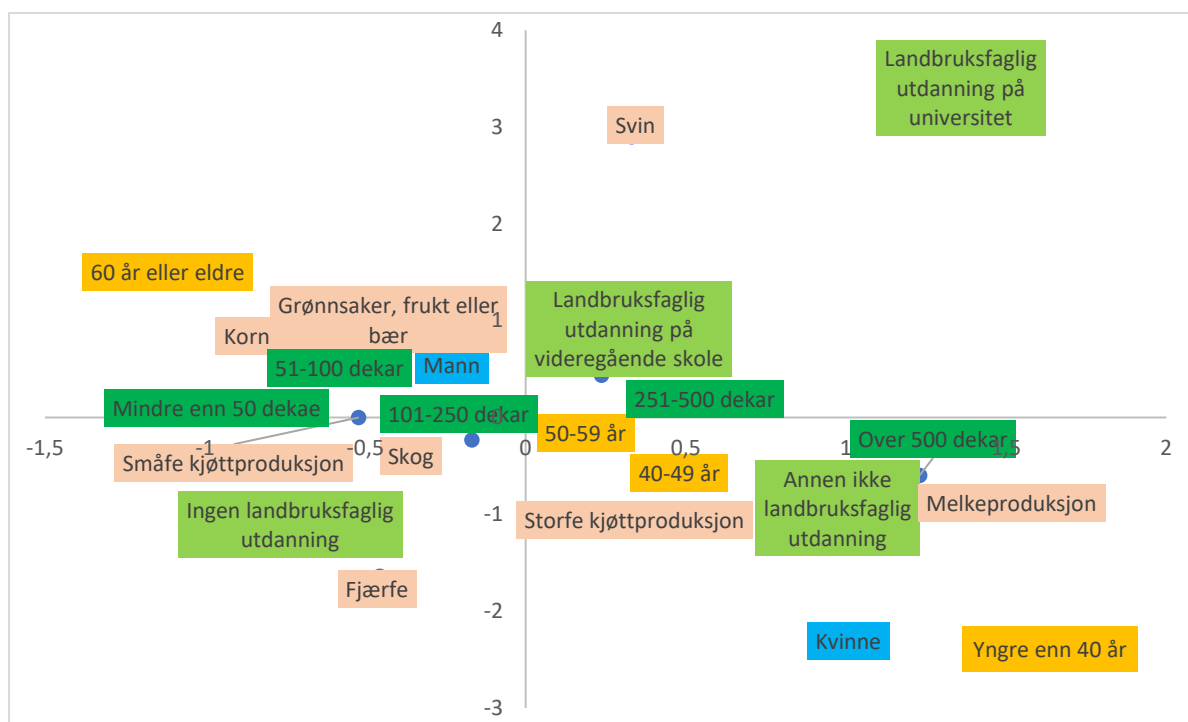 4
Landbruksfaglig
utdanning på
universitet
3
Svin
2
60 år eller eldre
Grønnsaker, frukt eller
bær
Korn
1
Landbruksfaglig
utdanning på
videregående skole
51-100 dekar
Mann
251-500 dekar
Mindre enn 50 dekae
101-250 dekar
0
50-59 år
Over 500 dekar
-1,5
-1
-0,5
0
0,5
1
1,5
2
Småfe kjøttproduksjon
Skog
40-49 år
Annen ikke
landbruksfaglig
utdanning
Melkeproduksjon
Ingen landbruksfaglig
utdanning
-1
Storfe kjøttproduksjon
Fjærfe
-2
Kvinne
Yngre enn 40 år
-3